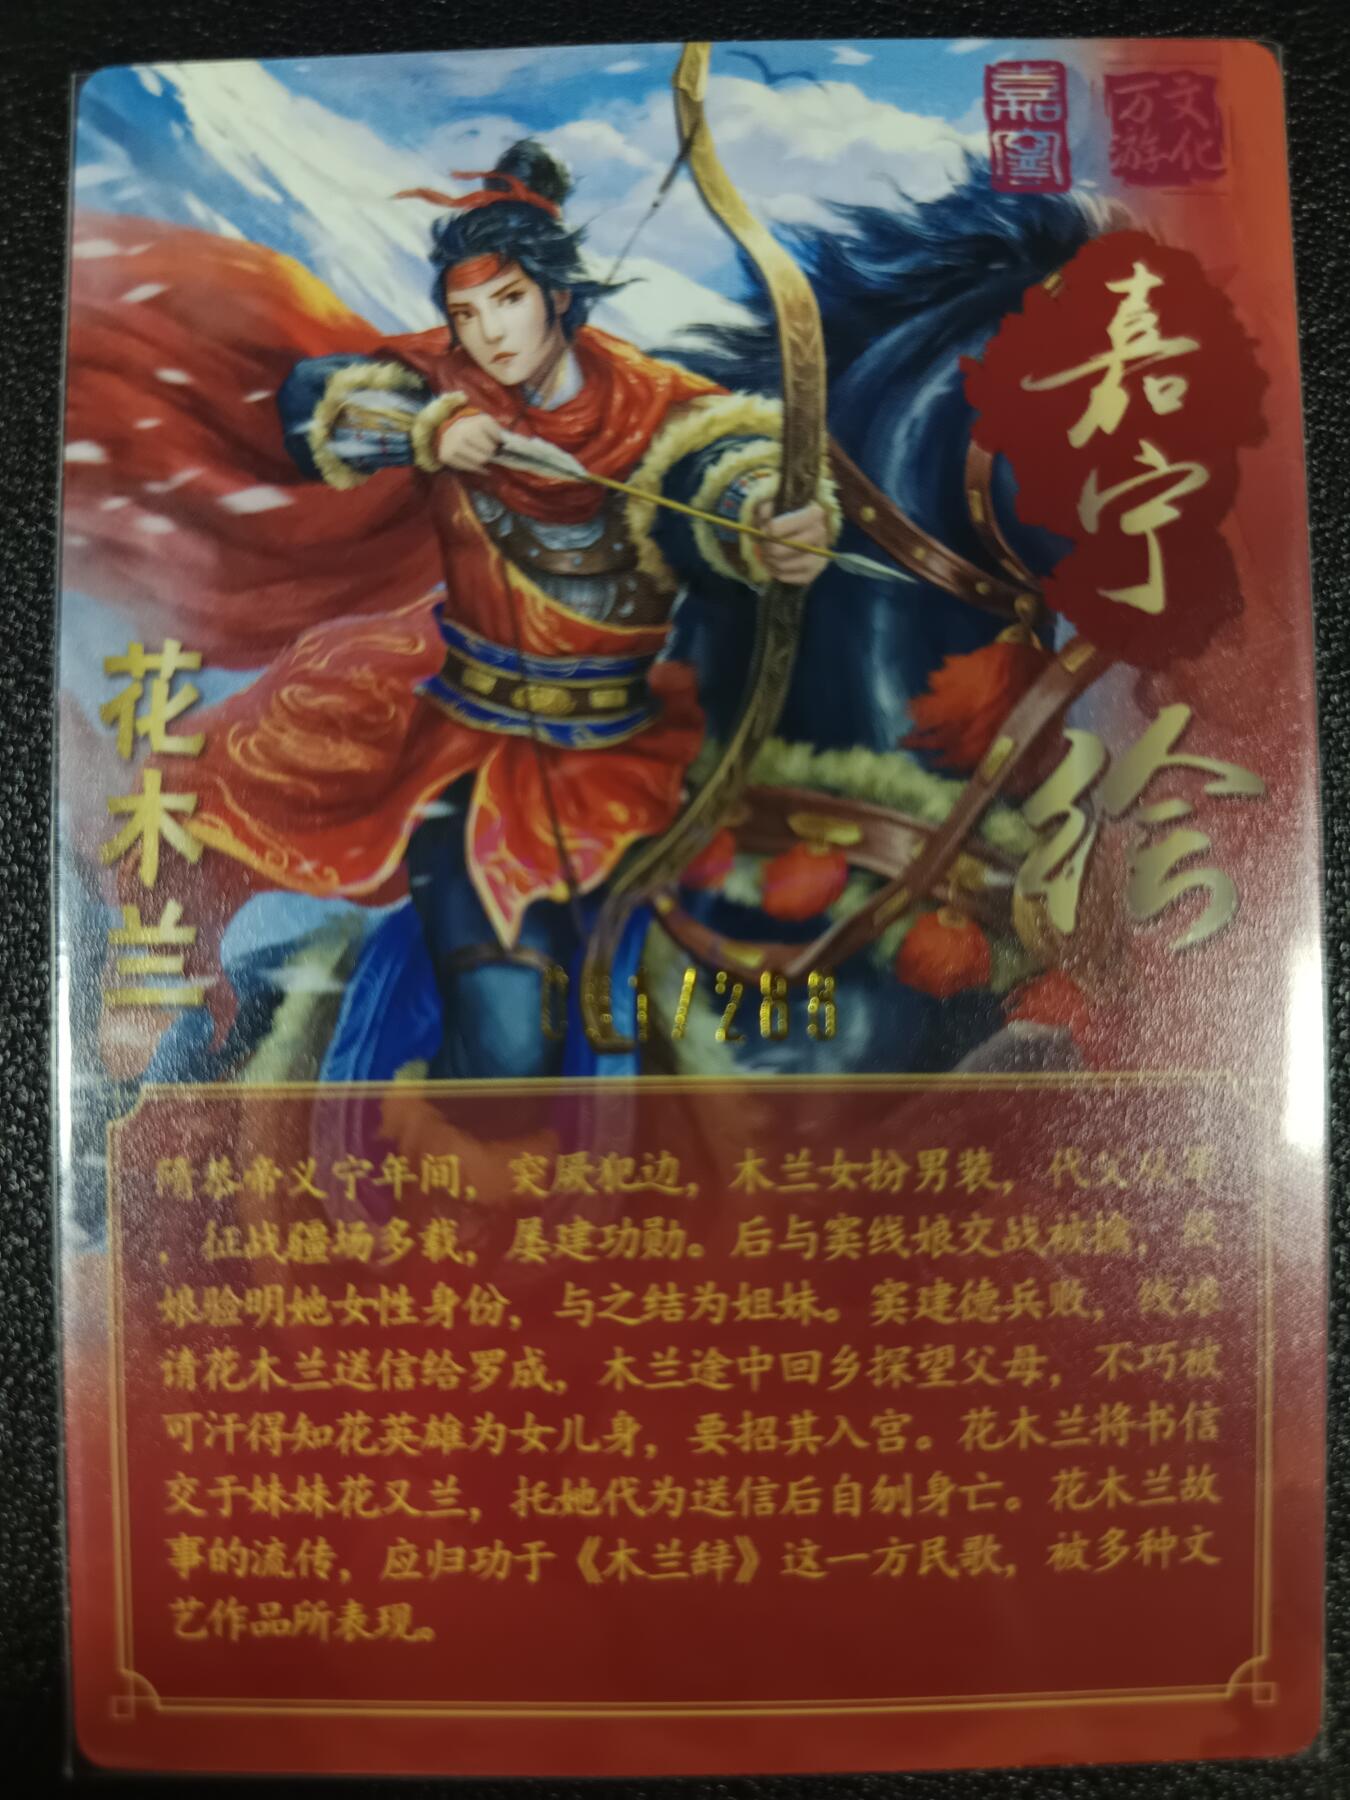 嘉宁
万游文化
嘉宁
绘
花木兰
/288
隋恭帝义宁年间，突厥犯边，木兰女扮男装，代父从军
，征战疆场多载，屡建功勋。后与窦线娘交战被擒，线
娘验明她女性身份，与之结为姐妹。窦建德兵败，线娘
请花木兰送信给罗成，木兰途中回乡探望父母，不巧被
可汗得知花英雄为女儿身，要招其入宫。花木兰将书信
交于妹妹花又兰，托她代为送信后自刎身亡。花木兰故
事的流传，应归功于《木兰辞》这一方民歌，被多种文
艺作品所表现。